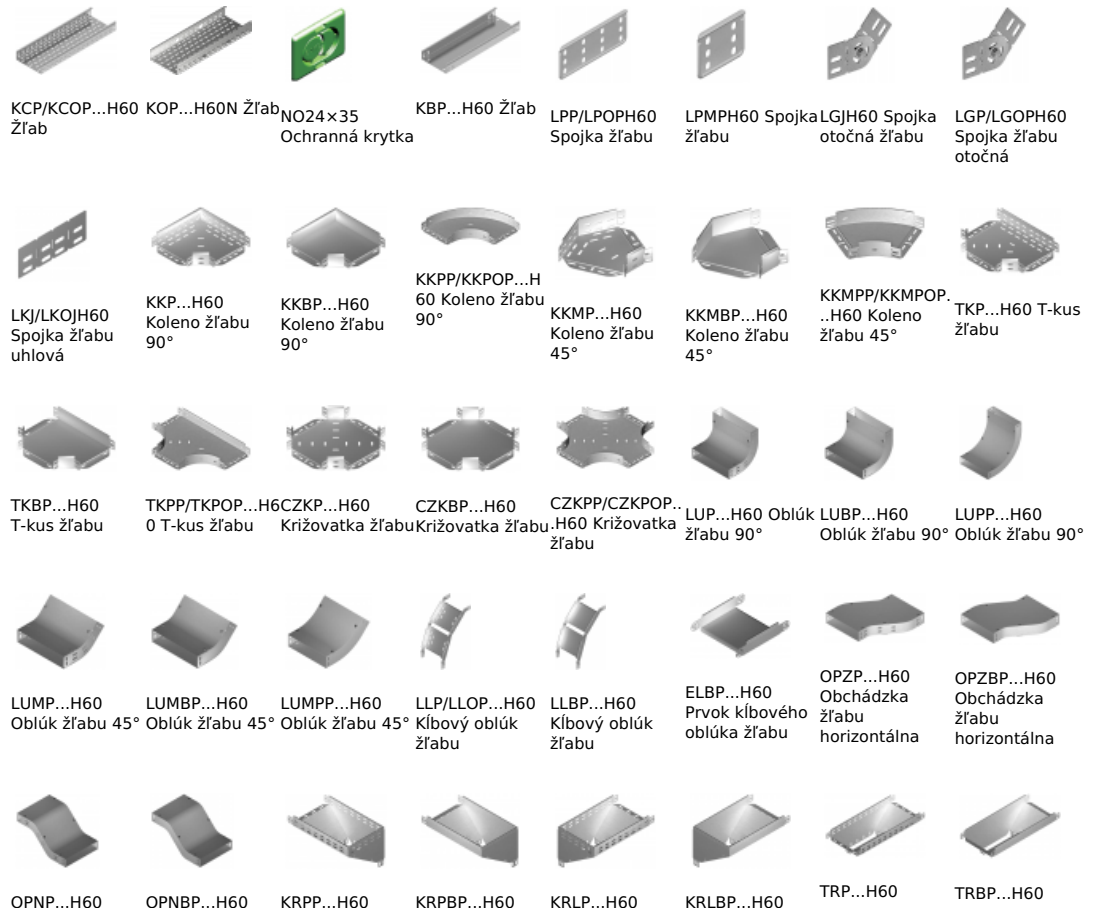 KCP/KCOP...H60
Žľab
KOP...H60N Žľab
NO24×35
Ochranná krytka
KBP...H60 Žľab
LPP/LPOPH60
Spojka žľabu
LPMPH60 Spojka
žľabu
LGJH60 Spojka
otočná žľabu
LGP/LGOPH60
Spojka žľabu
otočná
LKJ/LKOJH60
Spojka žľabu
uhlová
KKP...H60
Koleno žľabu
90°
KKBP...H60
Koleno žľabu
90°
KKPP/KKPOP...H
60 Koleno žľabu
90°
KKMP...H60
Koleno žľabu
45°
KKMBP...H60
Koleno žľabu
45°
KKMPP/KKMPOP.
..H60 Koleno
žľabu 45°
TKP...H60 T-kus
žľabu
TKBP...H60
T-kus žľabu
TKPP/TKPOP...H6
0 T-kus žľabu
CZKP...H60
Križovatka žľabu
CZKBP...H60
Križovatka žľabu
CZKPP/CZKPOP..
.H60 Križovatka
žľabu
LUP...H60 Oblúk
žľabu 90°
LUBP...H60
Oblúk žľabu 90°
LUPP...H60
Oblúk žľabu 90°
LUMP...H60
Oblúk žľabu 45°
LUMBP...H60
Oblúk žľabu 45°
LUMPP...H60
Oblúk žľabu 45°
LLP/LLOP...H60
Kĺbový oblúk
žľabu
LLBP...H60
Kĺbový oblúk
žľabu
ELBP...H60
Prvok kĺbového
oblúka žľabu
OPZP...H60
Obchádzka
žľabu
horizontálna
OPZBP...H60
Obchádzka
žľabu
horizontálna
OPNP...H60
OPNBP...H60
KRPP...H60
KRPBP...H60
KRLP...H60
KRLBP...H60
TRP...H60
TRBP...H60